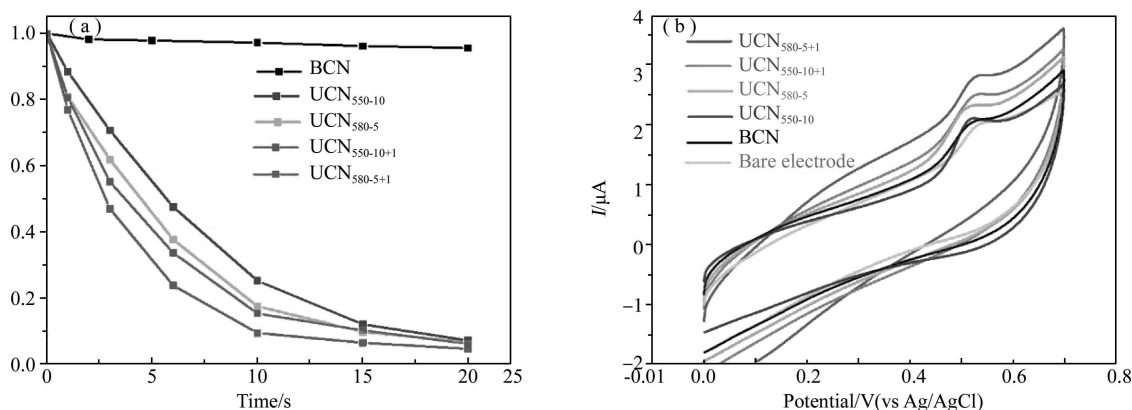 (a)
1.0
0.8
0.6
0.4
0.2
0.0
BCN
UCN550-10
UCN580-5
UCN550-10+1
UCN580-5+1
0 5 10 15 20 25
Time/s
(b)
4
3
2
1
0
−1
−2
I/μA
UCN580-5+1
UCN550-10+1
UCN580-5
UCN550-10
BCN
Bare electrode
-0.01 0.0 0.2 0.4 0.6 0.8
Potential/V(vs Ag/AgCl)